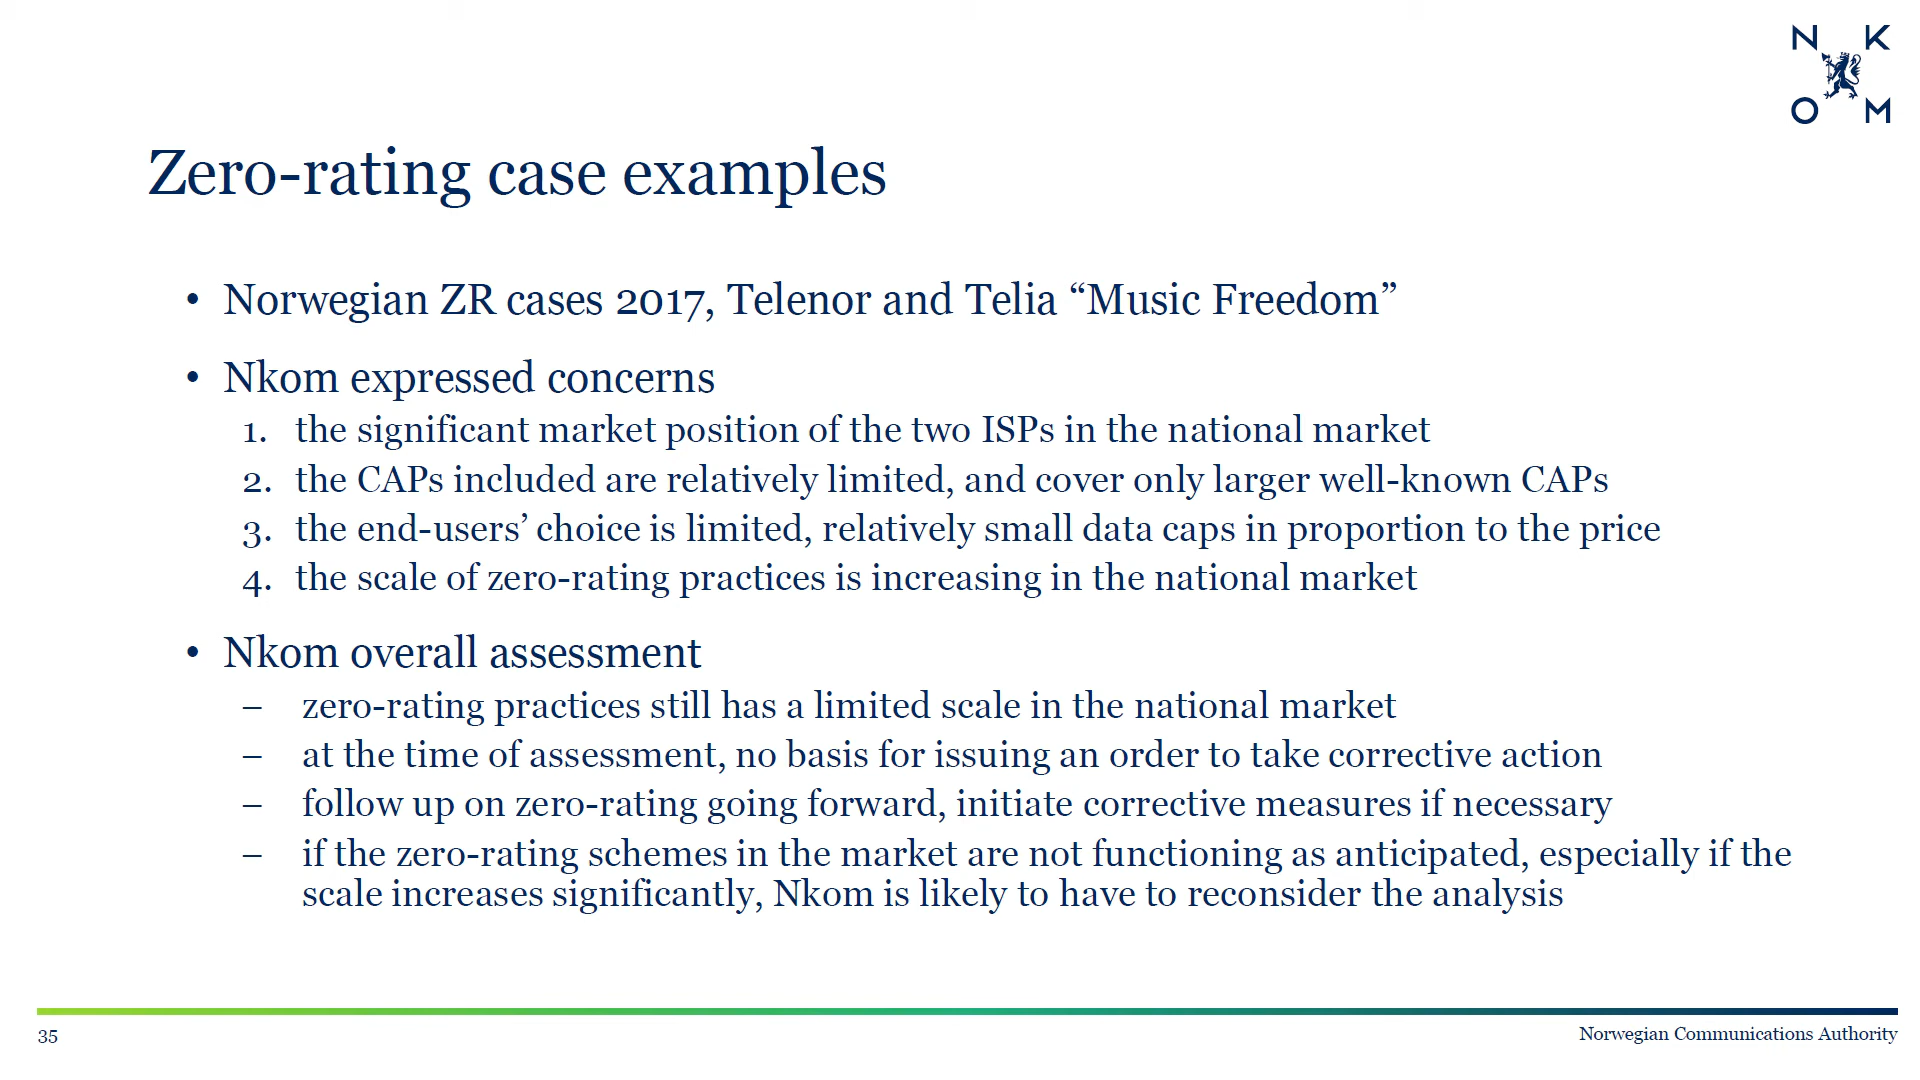 N K
O M
Zero-rating case examples
• Norwegian ZR cases 2017, Telenor and Telia “Music Freedom”
• Nkom expressed concerns
1. the significant market position of the two ISPs in the national market
2. the CAPs included are relatively limited, and cover only larger well-known CAPs
3. the end-users’ choice is limited, relatively small data caps in proportion to the price
4. the scale of zero-rating practices is increasing in the national market
• Nkom overall assessment
– zero-rating practices still has a limited scale in the national market
– at the time of assessment, no basis for issuing an order to take corrective action
– follow up on zero-rating going forward, initiate corrective measures if necessary
– if the zero-rating schemes in the market are not functioning as anticipated, especially if the
scale increases significantly, Nkom is likely to have to reconsider the analysis
35
Norwegian Communications Authority